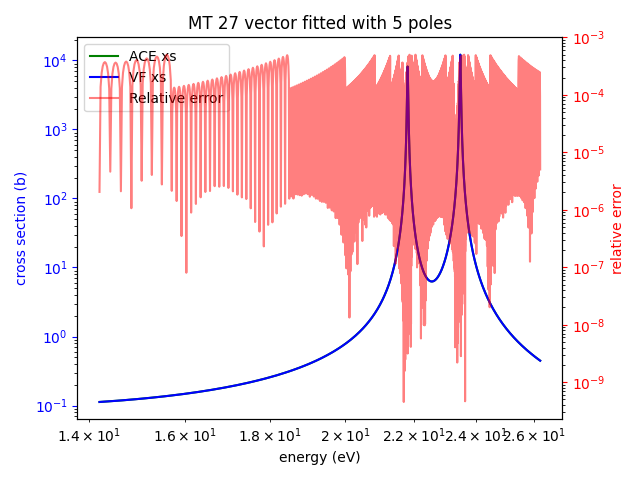 MT 27 vector fitted with 5 poles
ACE xs
VF xs
Relative error
cross section (b)
10⁴
10³
10²
10¹
10⁰
10⁻¹
relative error
10⁻³
10⁻⁴
10⁻⁵
10⁻⁶
10⁻⁷
10⁻⁸
10⁻⁹
1.4 × 10¹ 1.6 × 10¹ 1.8 × 10¹ 2 × 10¹ 2.2 × 10¹ 2.4 × 10¹ 2.6 × 10¹
energy (eV)